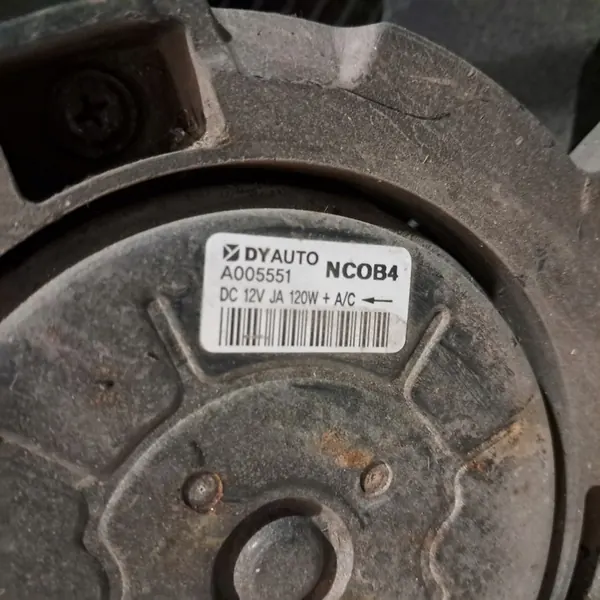 DYAUTO
A005551 NCOB4
DC 12V JA 120W + A/C ←